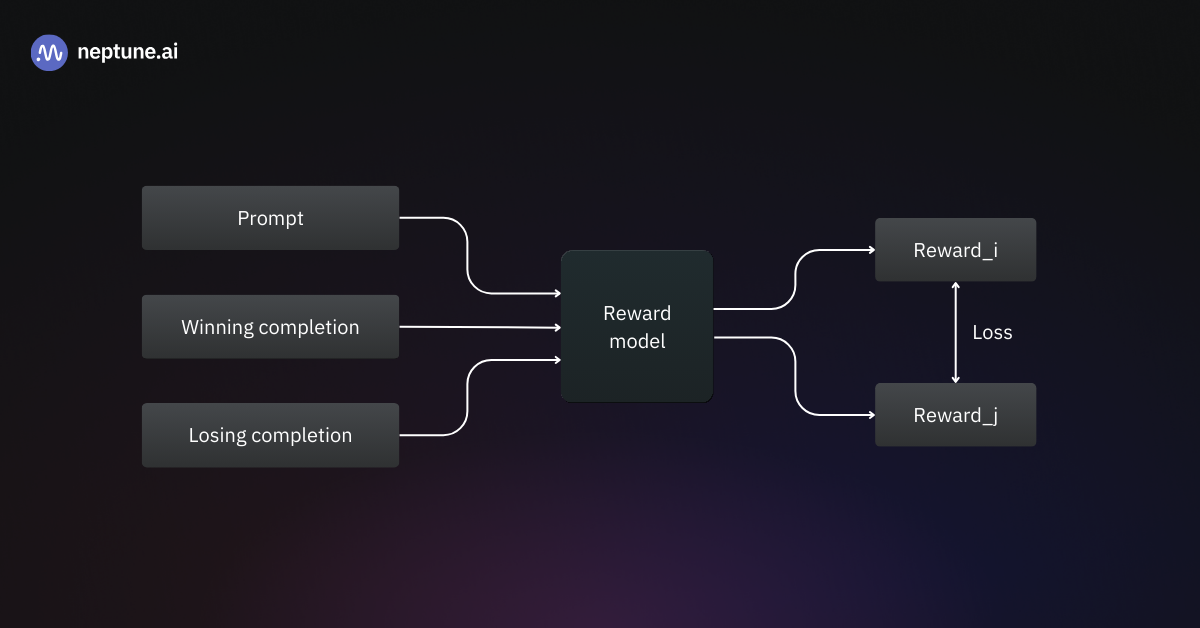 neptune.ai
Prompt
Winning completion
Losing completion
Reward
model
Reward_i
Loss
Reward_j